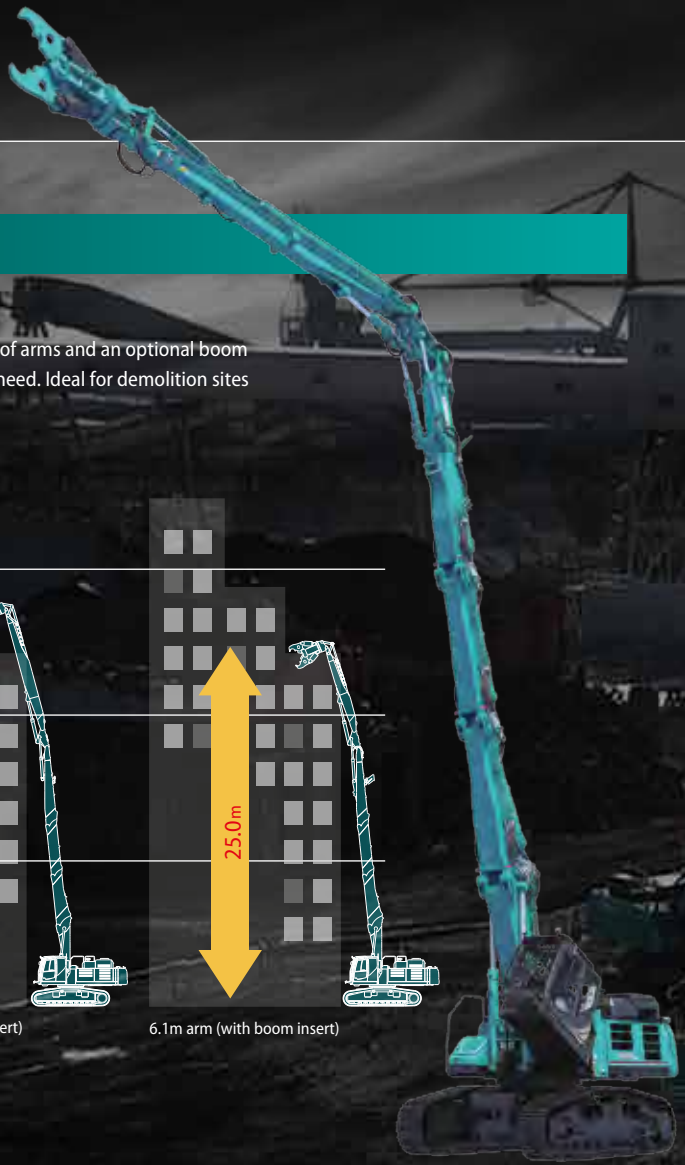 of arms and an optional boom
need. Ideal for demolition sites
25.0m
ert)
6.1m arm (with boom insert)